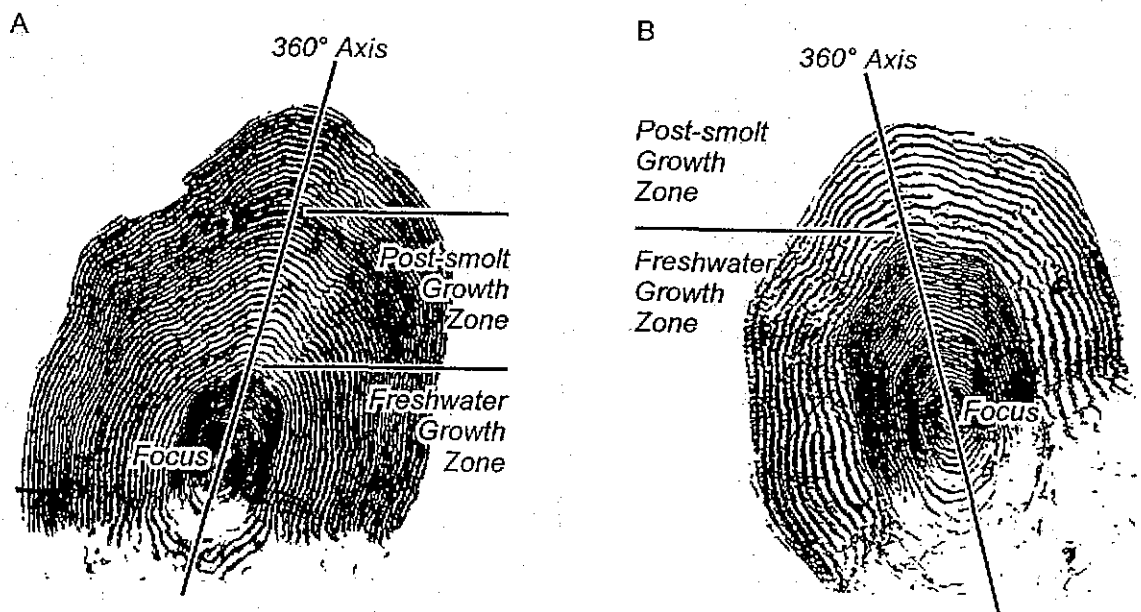 A
360° Axis
Post-smolt
Growth
Zone
Freshwater
Growth
Zone
Focus
B
360° Axis
Post-smolt
Growth
Zone
Freshwater
Growth
Zone
Focus